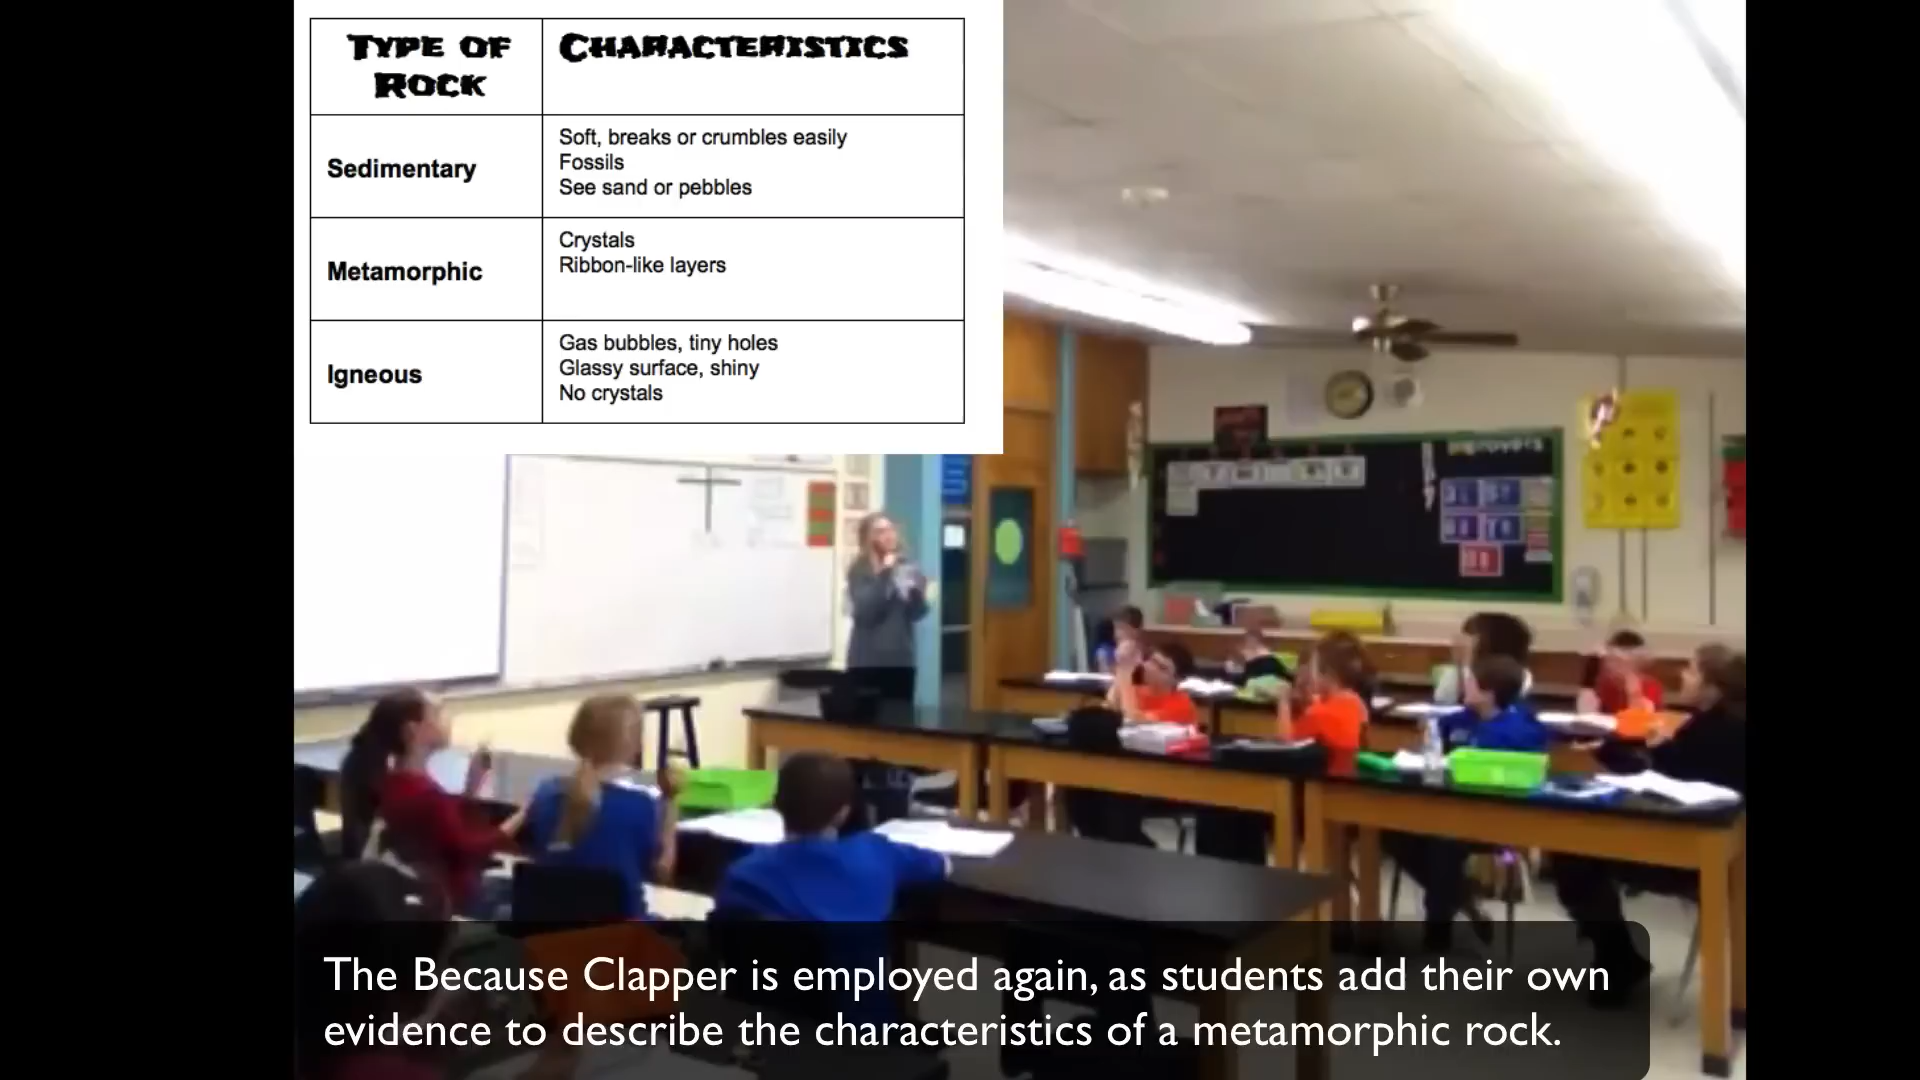 TYPE OF
ROCK
CHARACTERISTICS
Sedimentary
Soft, breaks or crumbles easily
Fossils
See sand or pebbles
Metamorphic
Crystals
Ribbon-like layers
Igneous
Gas bubbles, tiny holes
Glassy surface, shiny
No crystals
The Because Clapper is employed again, as students add their own
evidence to describe the characteristics of a metamorphic rock.